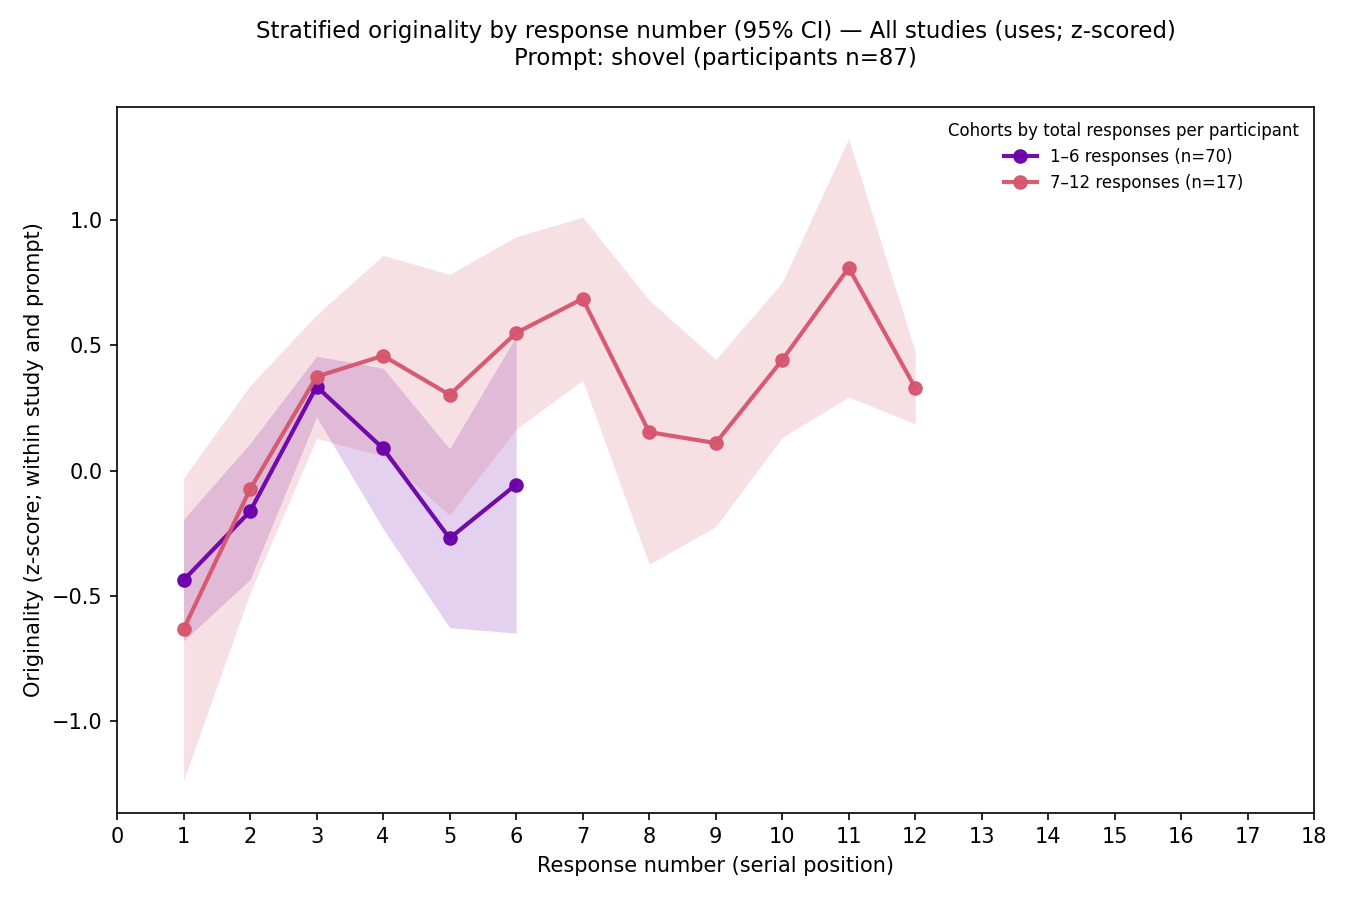 Stratified originality by response number (95% CI) — All studies (uses; z-scored)
Prompt: shovel (participants n=87)
Cohorts by total responses per participant
1–6 responses (n=70)
7–12 responses (n=17)
Originality (z-score; within study and prompt)
1.0
0.5
0.0
−0.5
−1.0
0 1 2 3 4 5 6 7 8 9 10 11 12 13 14 15 16 17 18
Response number (serial position)